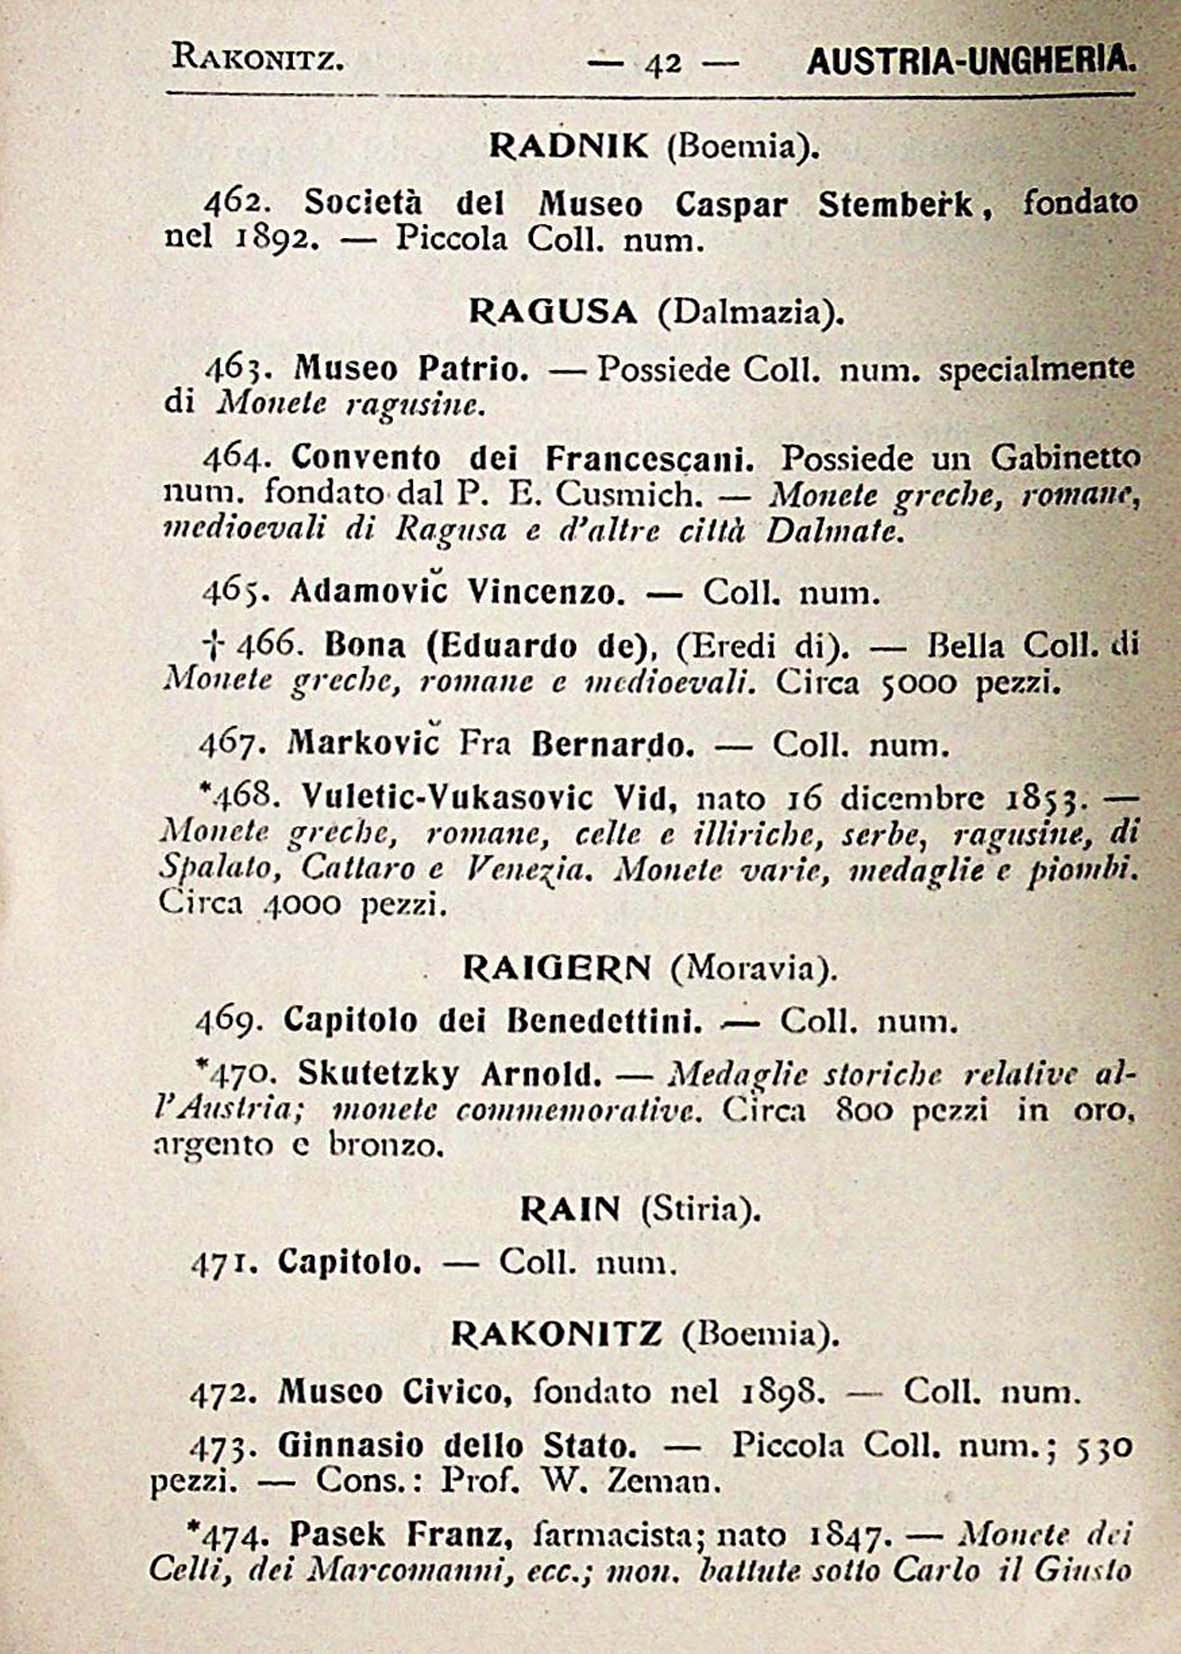 RAKONITZ. — 42 — AUSTRIA-UNGHERIA.
RADNIK (Boemia).
462. Società del Museo Caspar Stemberk, fondato
nel 1892. — Piccola Coll. num.
RAGUSA (Dalmazia).
463. Museo Patrio. — Possiede Coll. num. specialmente
di Monete ragusine.
464. Convento dei Francescani. Possiede un Gabinetto
num. fondato dal P. E. Cusmich. — Monete greche, romane,
medioevali di Ragusa e d'altre città Dalmate.
465. Adamovič Vincenzo. — Coll. num.
† 466. Bona (Eduardo de), (Eredi di). — Bella Coll. di
Monete greche, romane e medioevali. Circa 5000 pezzi.
467. Markovič Fra Bernardo. — Coll. num.
*468. Vuletic-Vukasovic Vid, nato 16 dicembre 1853. —
Monete greche, romane, celte e illiriche, serbe, ragusine, di
Spalato, Cattaro e Venezia. Monete varie, medaglie e piombi.
Circa 4000 pezzi.
RAIGERN (Moravia).
469. Capitolo dei Benedettini. — Coll. num.
*470. Skutetzky Arnold. — Medaglie storiche relative al-
l'Austria; monete commemorative. Circa 800 pezzi in oro,
argento e bronzo.
RAIN (Stiria).
471. Capitolo. — Coll. num.
RAKONITZ (Boemia).
472. Museo Civico, fondato nel 1898. — Coll. num.
473. Ginnasio dello Stato. — Piccola Coll. num.; 530
pezzi. — Cons.: Prof. W. Zeman.
*474. Pasek Franz, farmacista; nato 1847. — Monete dei
Celti, dei Marcomanni, ecc.; mon. battute sotto Carlo il Giusto